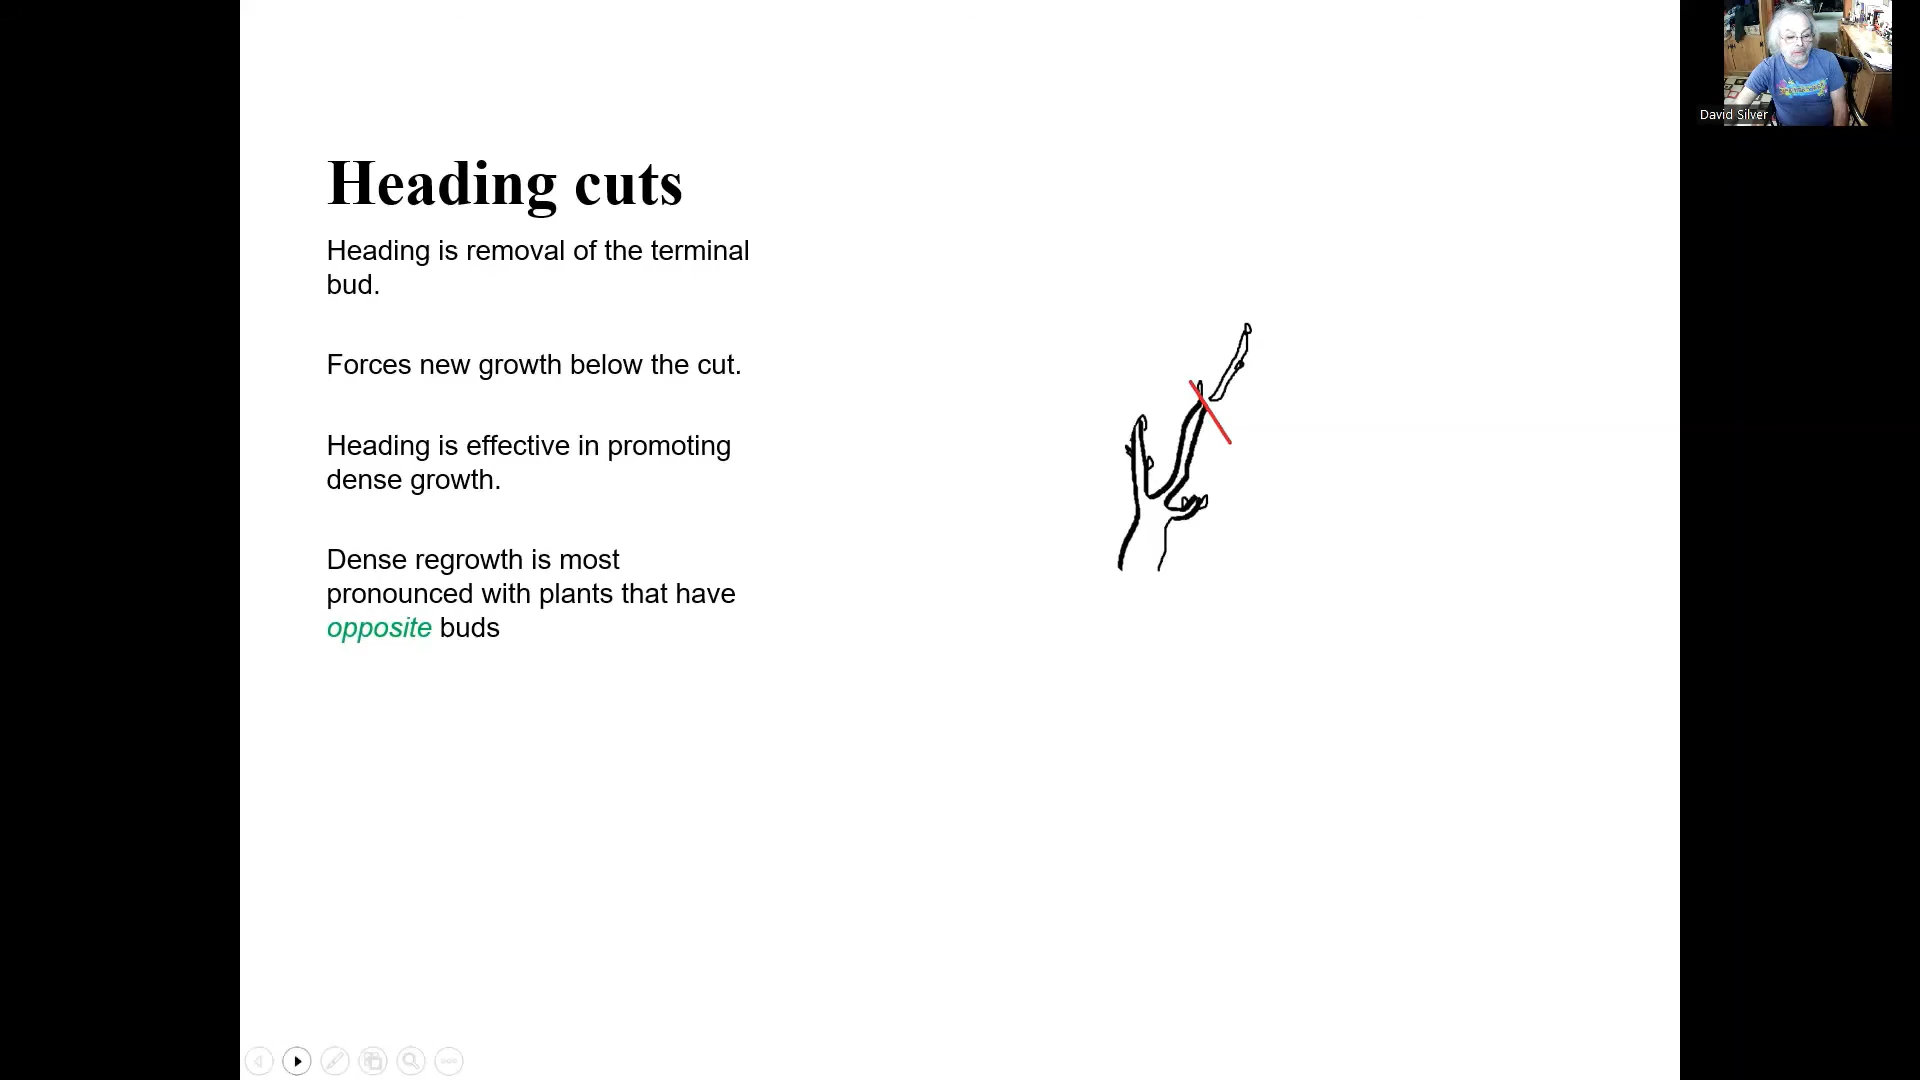 David Silver
Heading cuts
Heading is removal of the terminal
bud.
Forces new growth below the cut.
Heading is effective in promoting
dense growth.
Dense regrowth is most
pronounced with plants that have
opposite buds